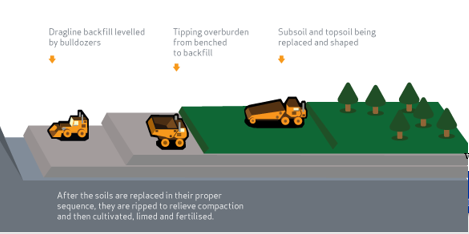 Dragline backfill levelled
by bulldozers
Tipping overburden
from benched
to backfill
Subsoil and topsoil being
replaced and shaped
After the soils are replaced in their proper
sequence, they are ripped to relieve compaction
and then cultivated, limed and fertilised.